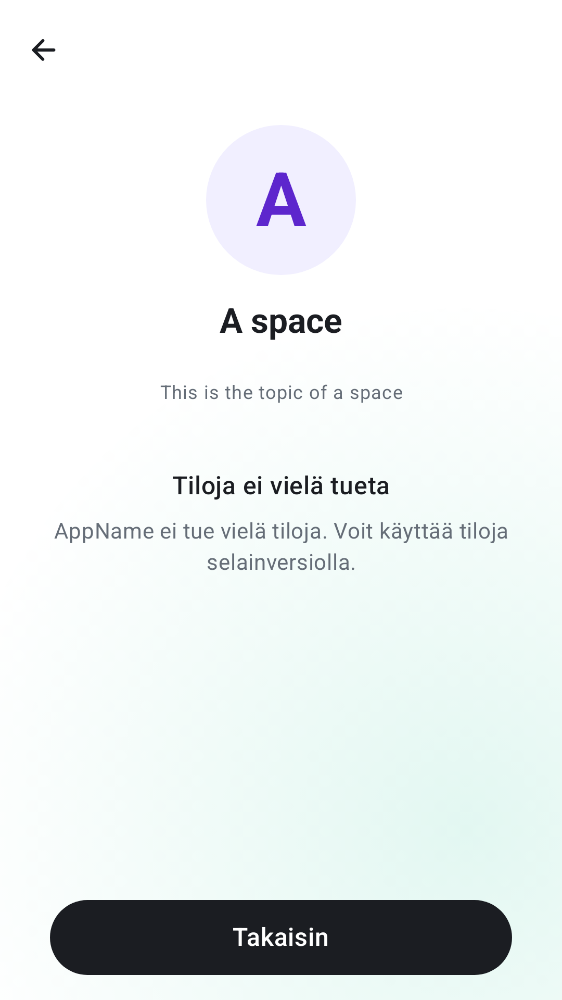 A
A space
This is the topic of a space
Tiloja ei vielä tueta
AppName ei tue vielä tiloja. Voit käyttää tiloja
selainversiolla.
Takaisin